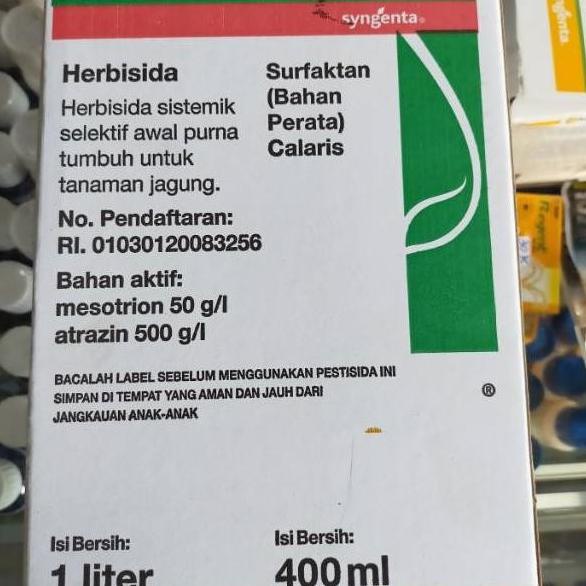 syngenta®
Herbisida
Herbisida sistemik
selektif awal purna
tumbuh untuk
tanaman jagung.
Surfaktan
(Bahan
Perata)
Calaris
No. Pendaftaran:
RI. 01030120083256
Bahan aktif:
mesotrion 50 g/l
atrazin 500 g/l
BACALAH LABEL SEBELUM MENGGUNAKAN PESTISIDA INI
SIMPAN DI TEMPAT YANG AMAN DAN JAUH DARI
JANGKAUAN ANAK-ANAK
®
Isi Bersih:
1 liter
Isi Bersih:
400 ml
syngenta